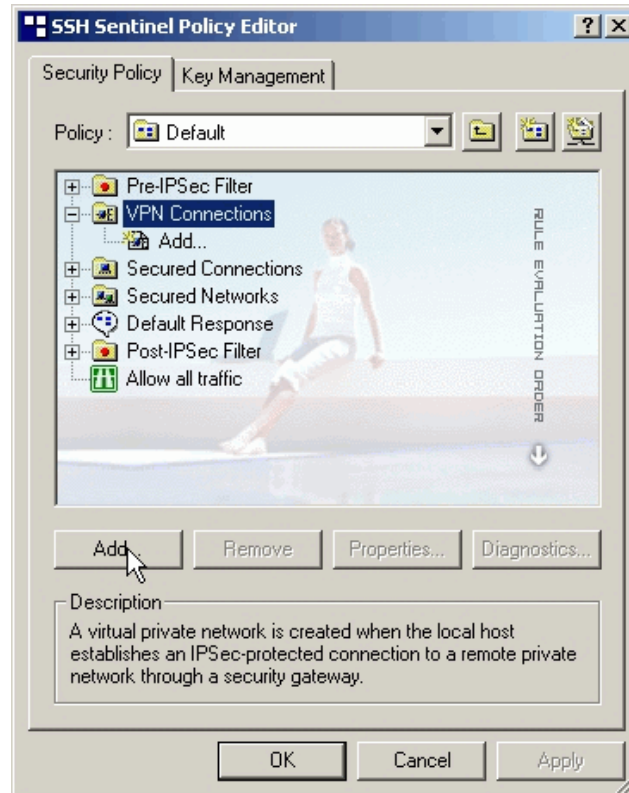 SSH Sentinel Policy Editor
Security Policy
Key Management
Policy :
Default
Pre-IPSec Filter
VPN Connections
Add...
Secured Connections
Secured Networks
Default Response
Post-IPSec Filter
Allow all traffic
RULE EVALUATION ORDER
Add...
Remove
Properties...
Diagnostics...
Description
A virtual private network is created when the local host
establishes an IPSec-protected connection to a remote private
network through a security gateway.
OK
Cancel
Apply